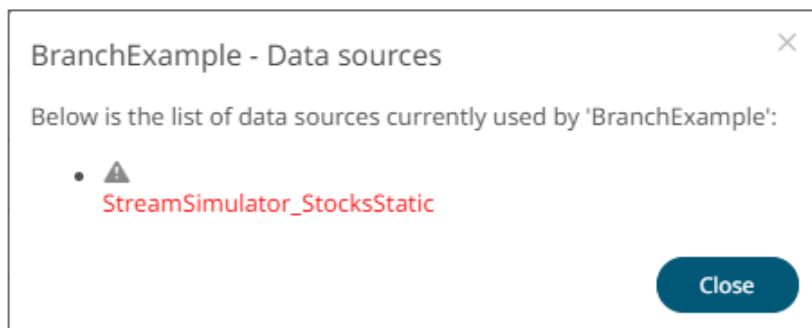 BranchExample - Data sources
Below is the list of data sources currently used by 'BranchExample':
StreamSimulator_StocksStatic
Close